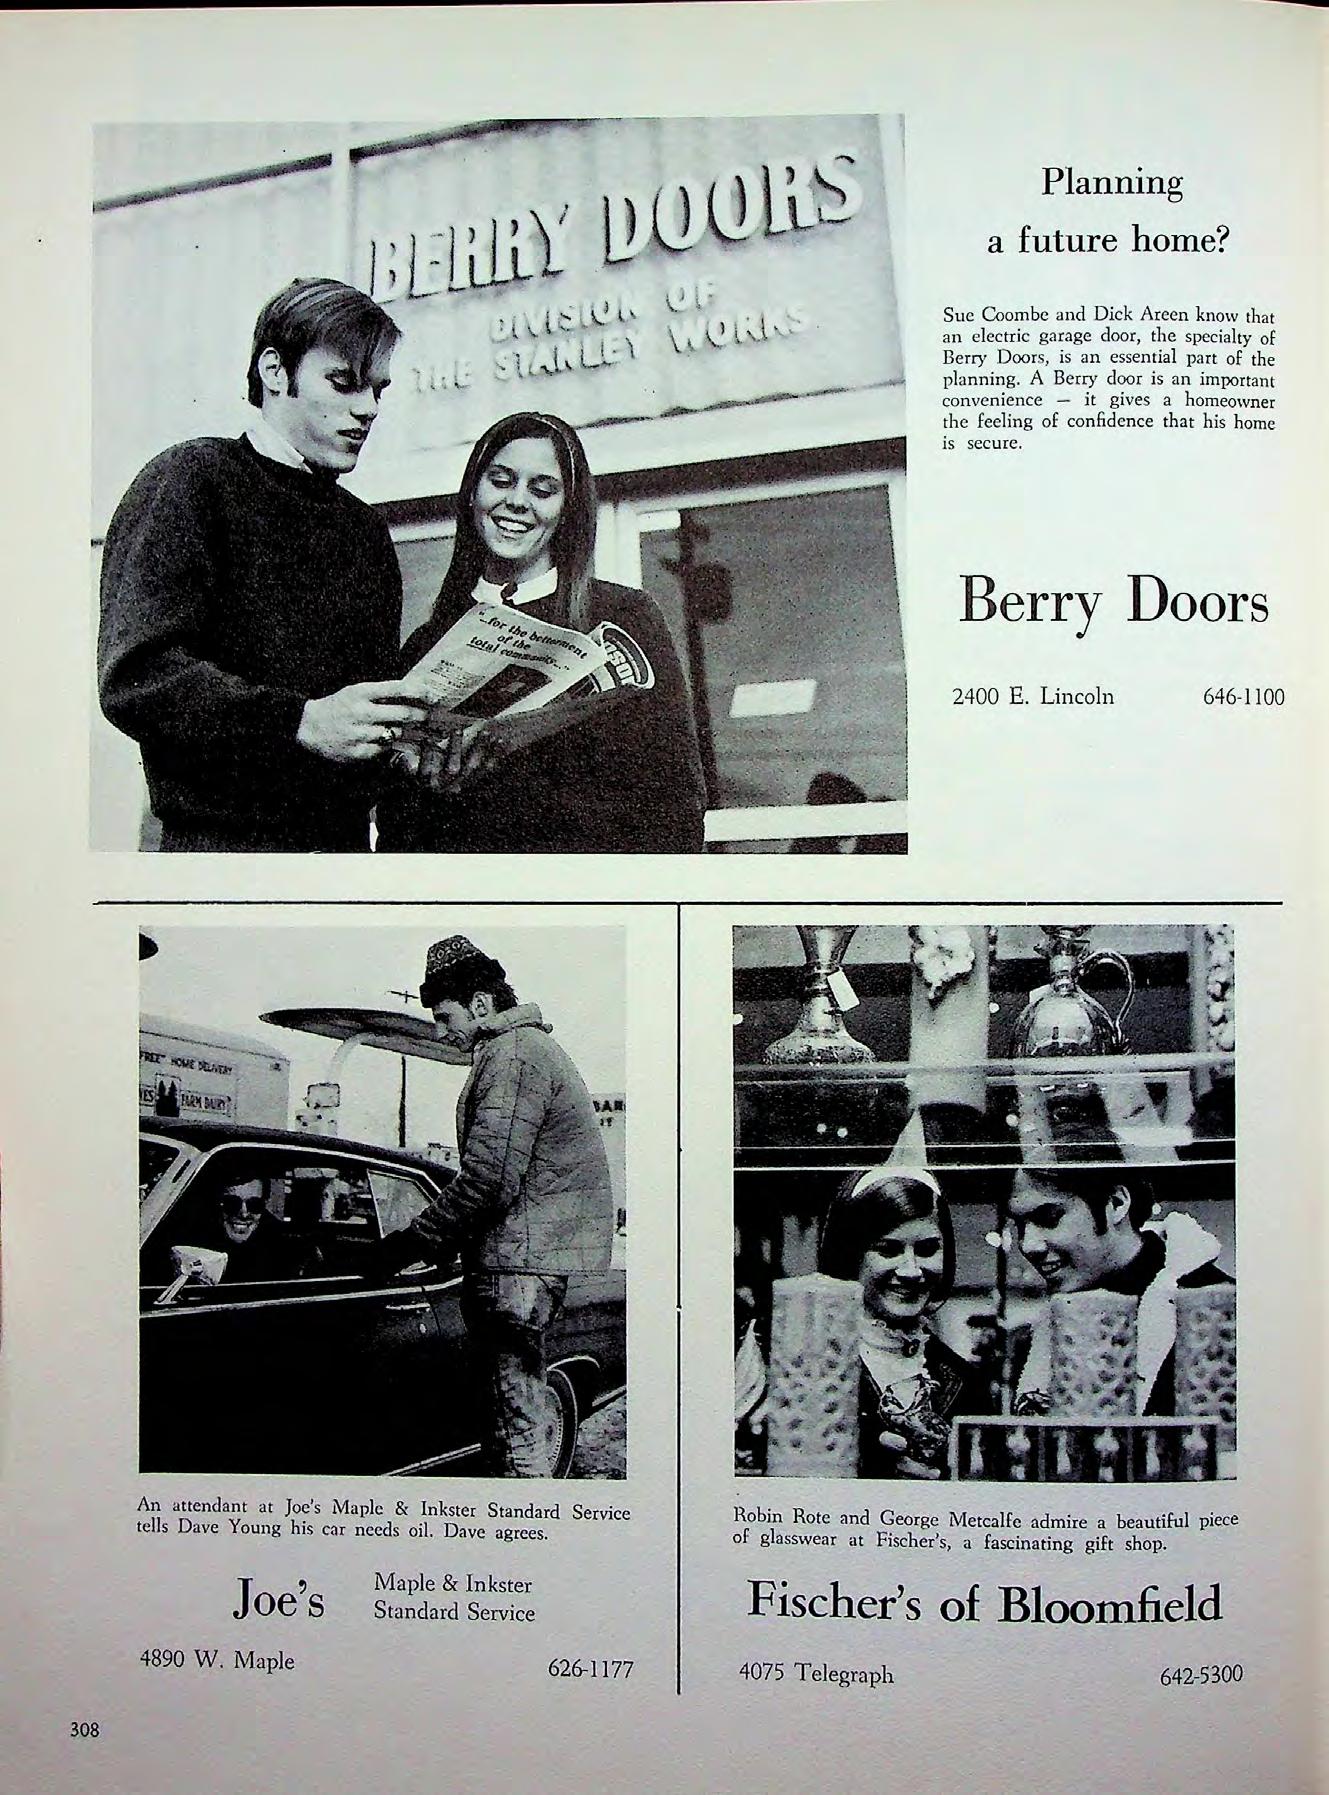 BERRY DOORS
DIVISION OF
THE STANLEY WORKS
"...for the betterment
of the
total community..."
Planning
a future home?
Sue Coombe and Dick Areen know that
an electric garage door, the specialty of
Berry Doors, is an essential part of the
planning. A Berry door is an important
convenience — it gives a homeowner
the feeling of confidence that his home
is secure.
Berry Doors
2400 E. Lincoln 646-1100
FREE" HOME DELIVERY
FARM DAIRY
An attendant at Joe's Maple & Inkster Standard Service
tells Dave Young his car needs oil. Dave agrees.
Joe's
Maple & Inkster
Standard Service
4890 W. Maple 626-1177
Robin Rote and George Metcalfe admire a beautiful piece
of glasswear at Fischer's, a fascinating gift shop.
Fischer's of Bloomfield
4075 Telegraph 642-5300
308